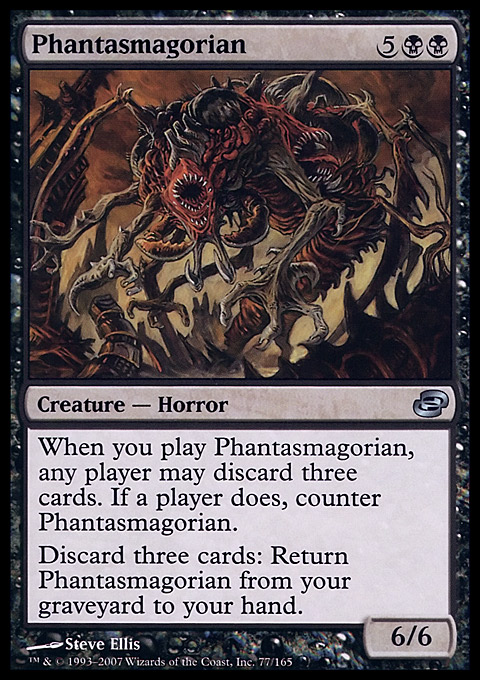 Phantasmagorian 5
Creature — Horror
When you play Phantasmagorian,
any player may discard three
cards. If a player does, counter
Phantasmagorian.
Discard three cards: Return
Phantasmagorian from your
graveyard to your hand.
6/6
Steve Ellis
™ & © 1993–2007 Wizards of the Coast, Inc. 77/165